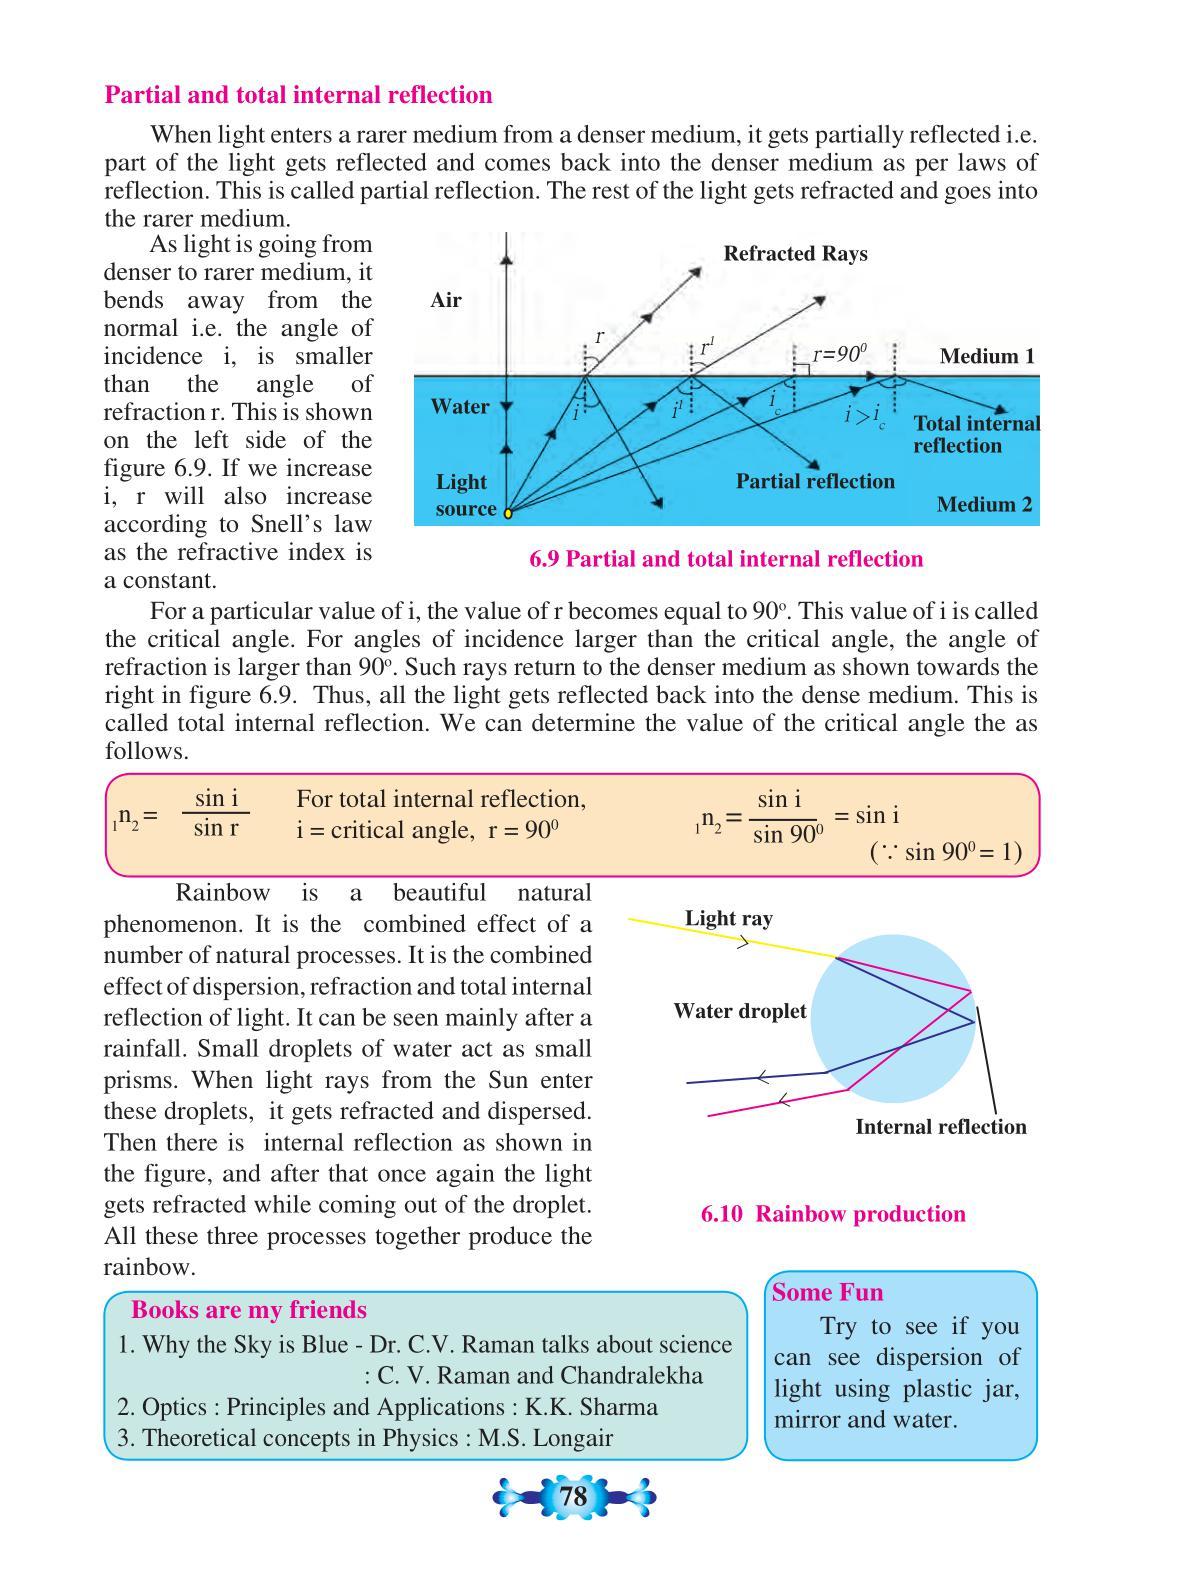 Partial and total internal reflection
When light enters a rarer medium from a denser medium, it gets partially reflected i.e.
part of the light gets reflected and comes back into the denser medium as per laws of
reflection. This is called partial reflection. The rest of the light gets refracted and goes into
the rarer medium.
As light is going from
denser to rarer medium, it
bends away from the
normal i.e. the angle of
incidence i, is smaller
than the angle of
refraction r. This is shown
on the left side of the
figure 6.9. If we increase
i, r will also increase
according to Snell’s law
as the refractive index is
a constant.
Refracted Rays
Air
r
r¹
r=90⁰
Medium 1
Water
i
i¹
i꜀
i>i꜀
Total internal
reflection
Light
source
Partial reflection
Medium 2
6.9 Partial and total internal reflection
For a particular value of i, the value of r becomes equal to 90º. This value of i is called
the critical angle. For angles of incidence larger than the critical angle, the angle of
refraction is larger than 90º. Such rays return to the denser medium as shown towards the
right in figure 6.9. Thus, all the light gets reflected back into the dense medium. This is
called total internal reflection. We can determine the value of the critical angle the as
follows.
₁n₂ = sin i / sin r
For total internal reflection,
i = critical angle, r = 90⁰
₁n₂ = sin i / sin 90⁰ = sin i
(∵ sin 90⁰ = 1)
Rainbow is a beautiful natural
phenomenon. It is the combined effect of a
number of natural processes. It is the combined
effect of dispersion, refraction and total internal
reflection of light. It can be seen mainly after a
rainfall. Small droplets of water act as small
prisms. When light rays from the Sun enter
these droplets, it gets refracted and dispersed.
Then there is internal reflection as shown in
the figure, and after that once again the light
gets refracted while coming out of the droplet.
All these three processes together produce the
rainbow.
Light ray
Water droplet
Internal reflection
6.10 Rainbow production
Books are my friends
1. Why the Sky is Blue - Dr. C.V. Raman talks about science
: C. V. Raman and Chandralekha
2. Optics : Principles and Applications : K.K. Sharma
3. Theoretical concepts in Physics : M.S. Longair
Some Fun
Try to see if you
can see dispersion of
light using plastic jar,
mirror and water.
78